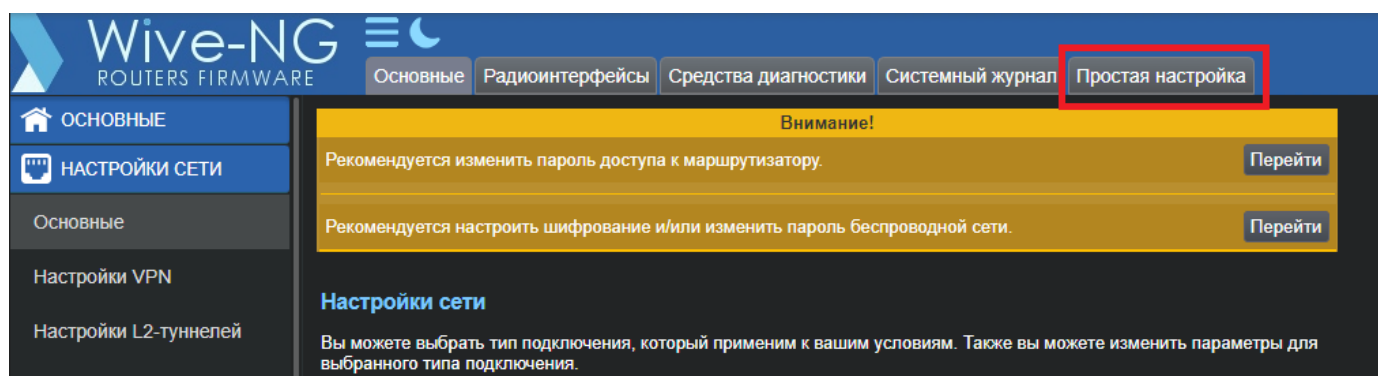 Wive-NG
ROUTERS FIRMWARE
Основные Радиоинтерфейсы Средства диагностики Системный журнал Простая настройка
ОСНОВНЫЕ
НАСТРОЙКИ СЕТИ
Основные
Настройки VPN
Настройки L2-туннелей
Внимание!
Рекомендуется изменить пароль доступа к маршрутизатору. Перейти
Рекомендуется настроить шифрование и/или изменить пароль беспроводной сети. Перейти
Настройки сети
Вы можете выбрать тип подключения, который применим к вашим условиям. Также вы можете изменить параметры для
выбранного типа подключения.